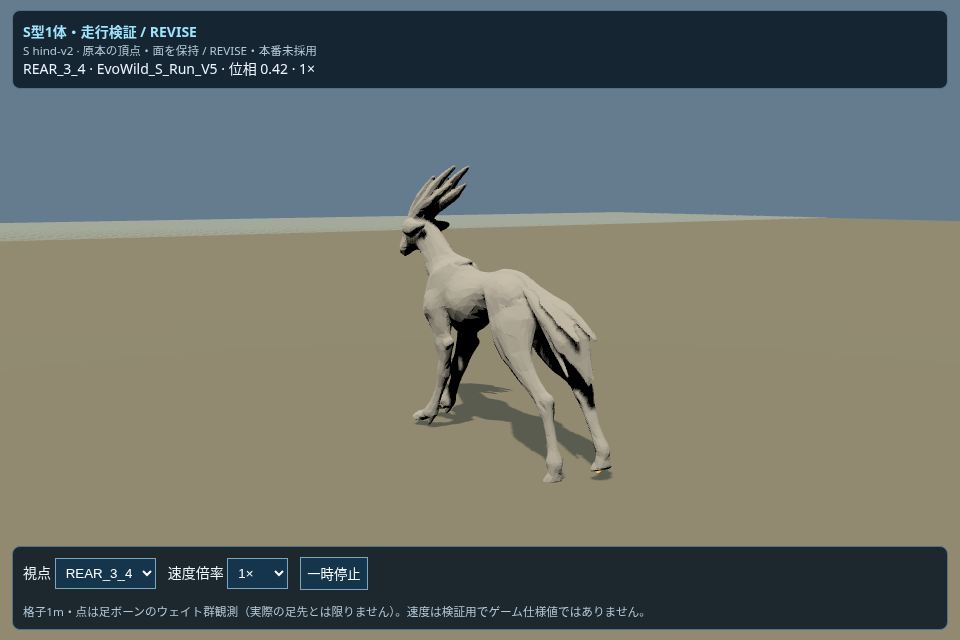 S型1体・走行検証 / REVISE
S hind-v2 · 原本の頂点・面を保持 / REVISE・本番未採用
REAR_3_4 · EvoWild_S_Run_V5 · 位相 0.42 · 1×
視点 REAR_3_4 速度倍率 1× 一時停止
格子1m・点は足ボーンのウェイト群観測（実際の足先とは限りません）。速度は検証用でゲーム仕様値ではありません。